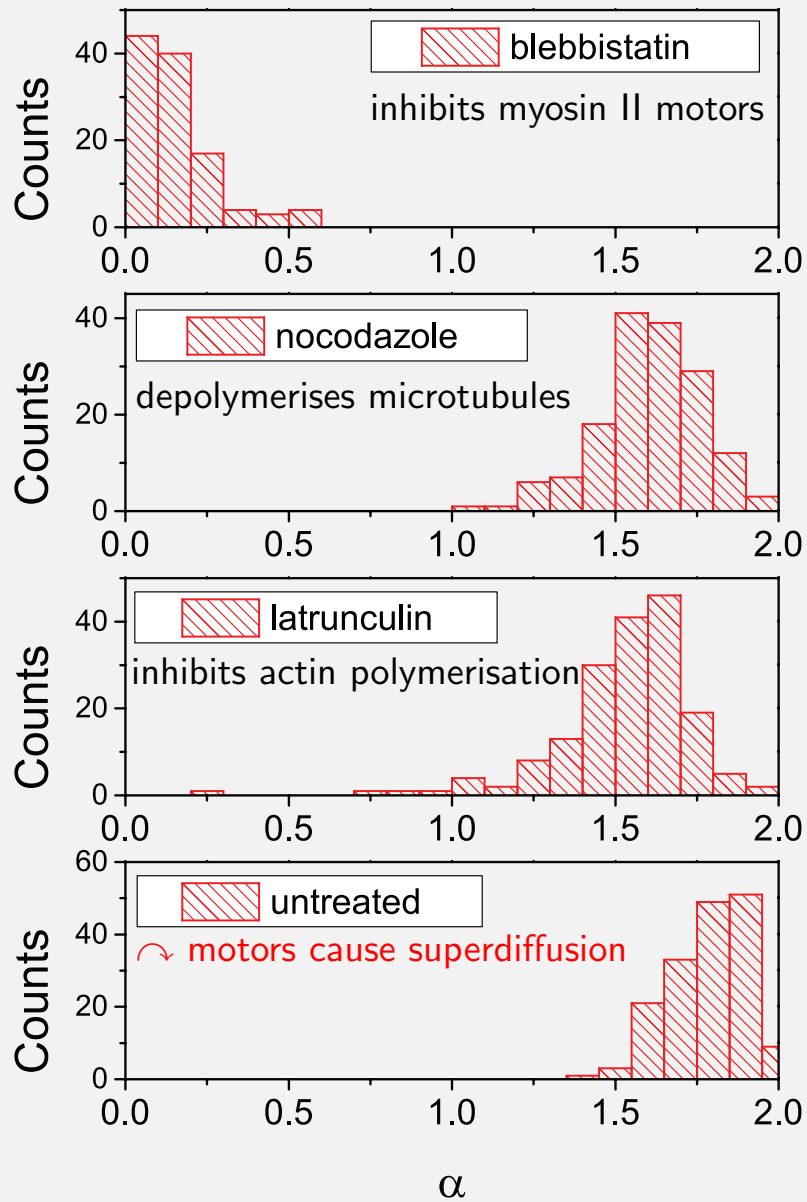 blebbistatin
inhibits myosin II motors
Counts
40
20
0
0.0 0.5 1.0 1.5 2.0
nocodazole
depolymerises microtubules
Counts
40
20
0
0.0 0.5 1.0 1.5 2.0
latrunculin
inhibits actin polymerisation
Counts
40
20
0
0.0 0.5 1.0 1.5 2.0
untreated
↷ motors cause superdiffusion
Counts
60
40
20
0
0.0 0.5 1.0 1.5 2.0
α